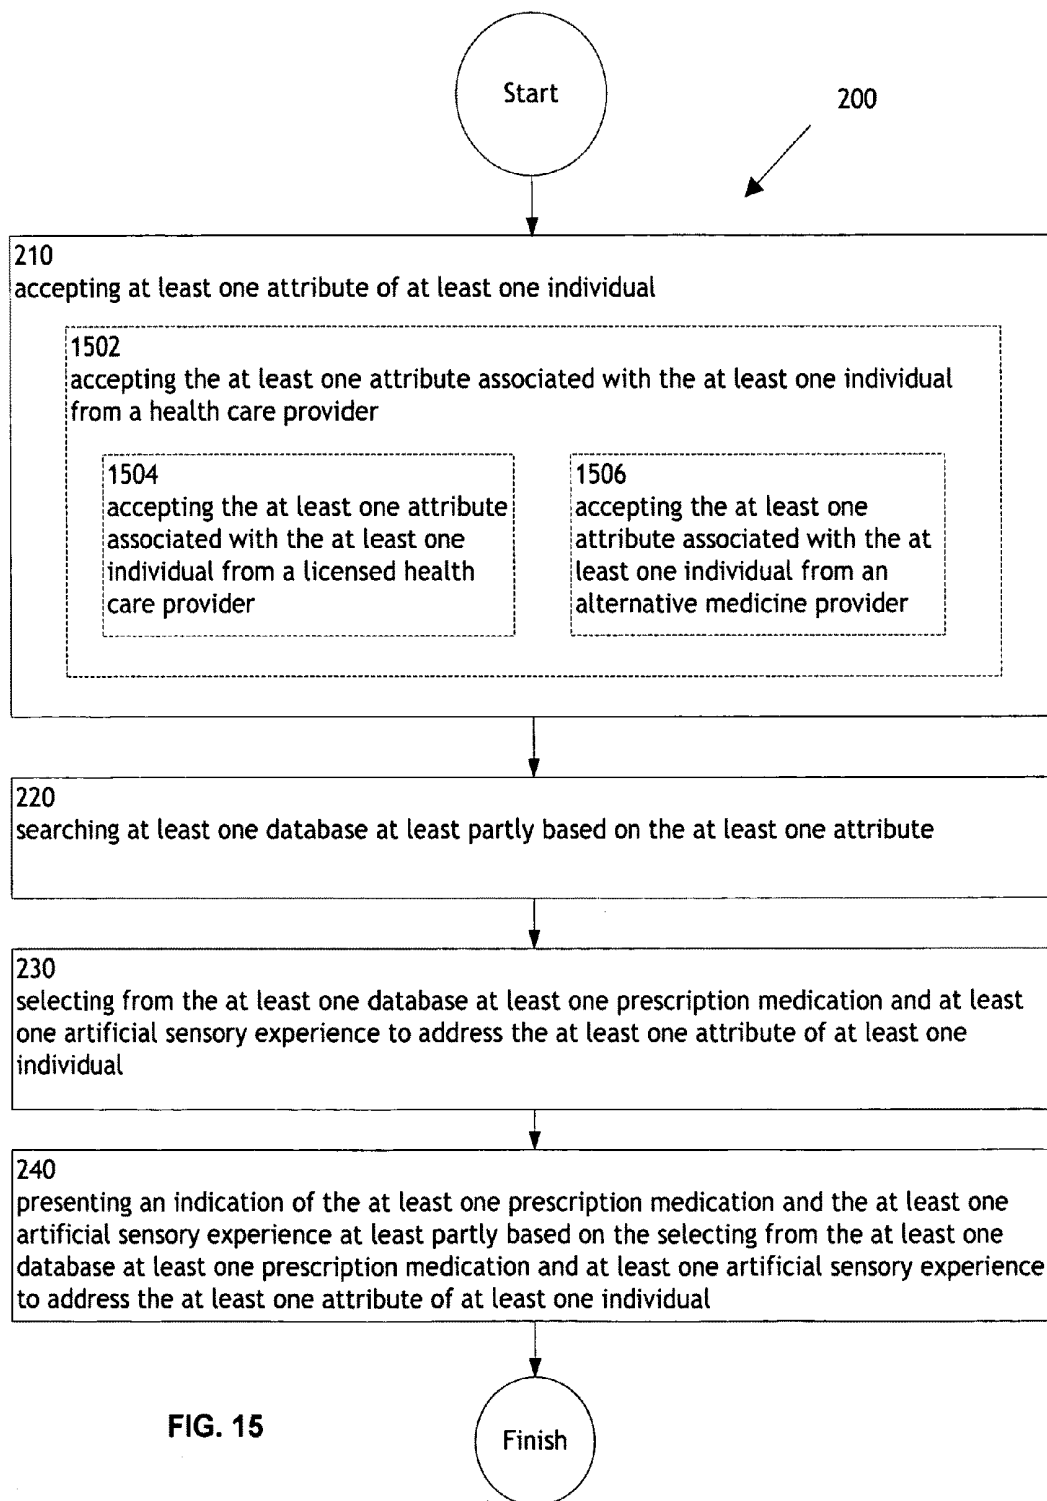 Start
200
210
accepting at least one attribute of at least one individual
1502
accepting the at least one attribute associated with the at least one individual
from a health care provider
1504
accepting the at least one attribute
associated with the at least one
individual from a licensed health
care provider
1506
accepting the at least one
attribute associated with the at
least one individual from an
alternative medicine provider
220
searching at least one database at least partly based on the at least one attribute
230
selecting from the at least one database at least one prescription medication and at least
one artificial sensory experience to address the at least one attribute of at least one
individual
240
presenting an indication of the at least one prescription medication and the at least one
artificial sensory experience at least partly based on the selecting from the at least one
database at least one prescription medication and at least one artificial sensory experience
to address the at least one attribute of at least one individual
FIG. 15
Finish